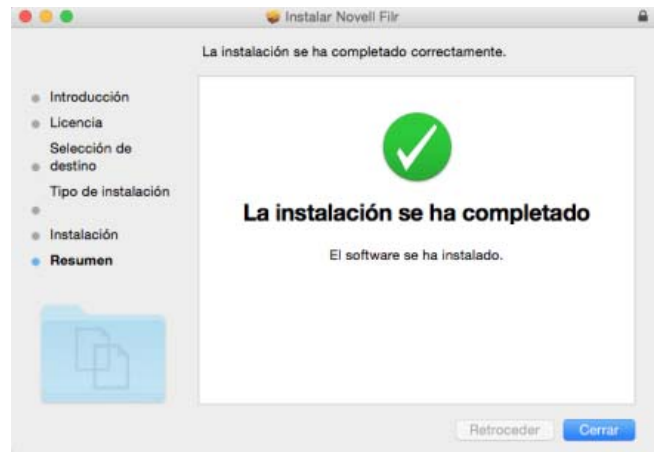 Instalar Novell Filr
La instalación se ha completado correctamente.
Introducción
Licencia
Selección de
destino
Tipo de instalación
Instalación
Resumen
La instalación se ha completado
El software se ha instalado.
Retroceder
Cerrar